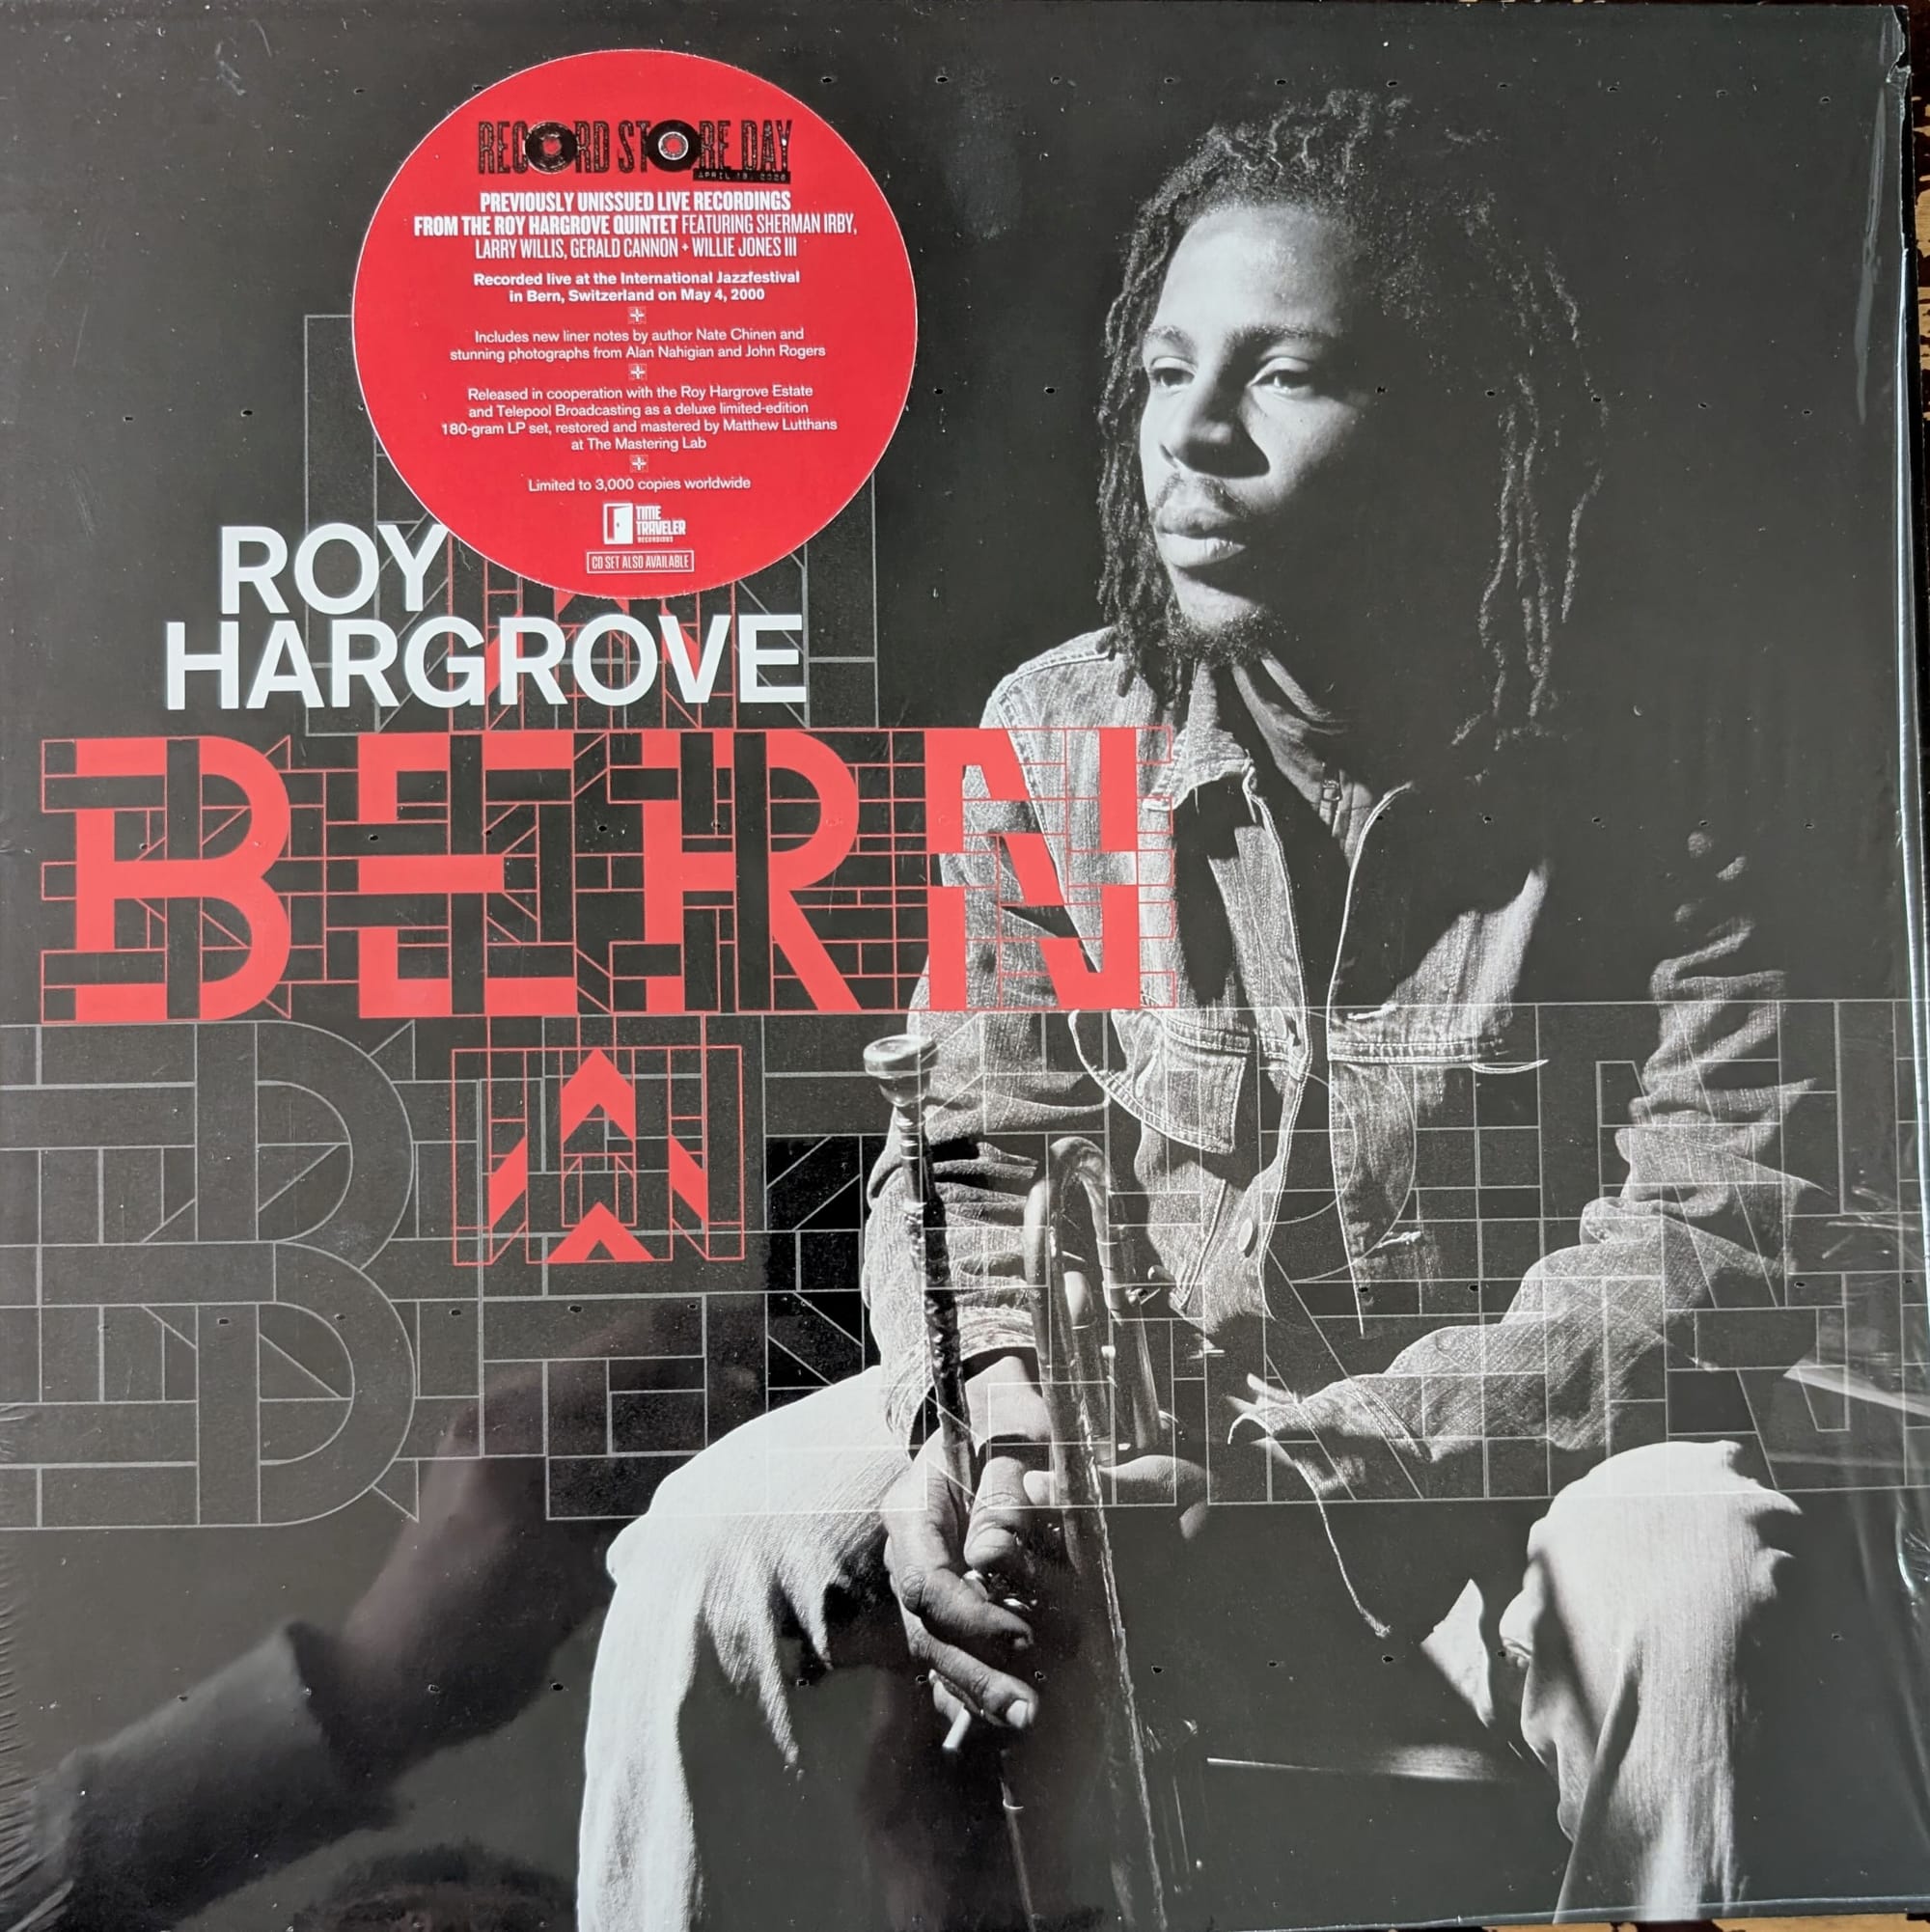 RECORD STORE DAY
APRIL 18, 2026
PREVIOUSLY UNISSUED LIVE RECORDINGS
FROM THE ROY HARGROVE QUINTET FEATURING SHERMAN IRBY,
LARRY WILLIS, GERALD CANNON + WILLIE JONES III
Recorded live at the International Jazzfestival
in Bern, Switzerland on May 4, 2000
Includes new liner notes by author Nate Chinen and
stunning photographs from Alan Nahigian and John Rogers
Released in cooperation with the Roy Hargrove Estate
and Telepool Broadcasting as a deluxe limited-edition
180-gram LP set, restored and mastered by Matthew Lutthans
at The Mastering Lab
Limited to 3,000 copies worldwide
TIME
TRAVELER
RECORDINGS
CD SET ALSO AVAILABLE
ROY
HARGROVE
BERN
BERN